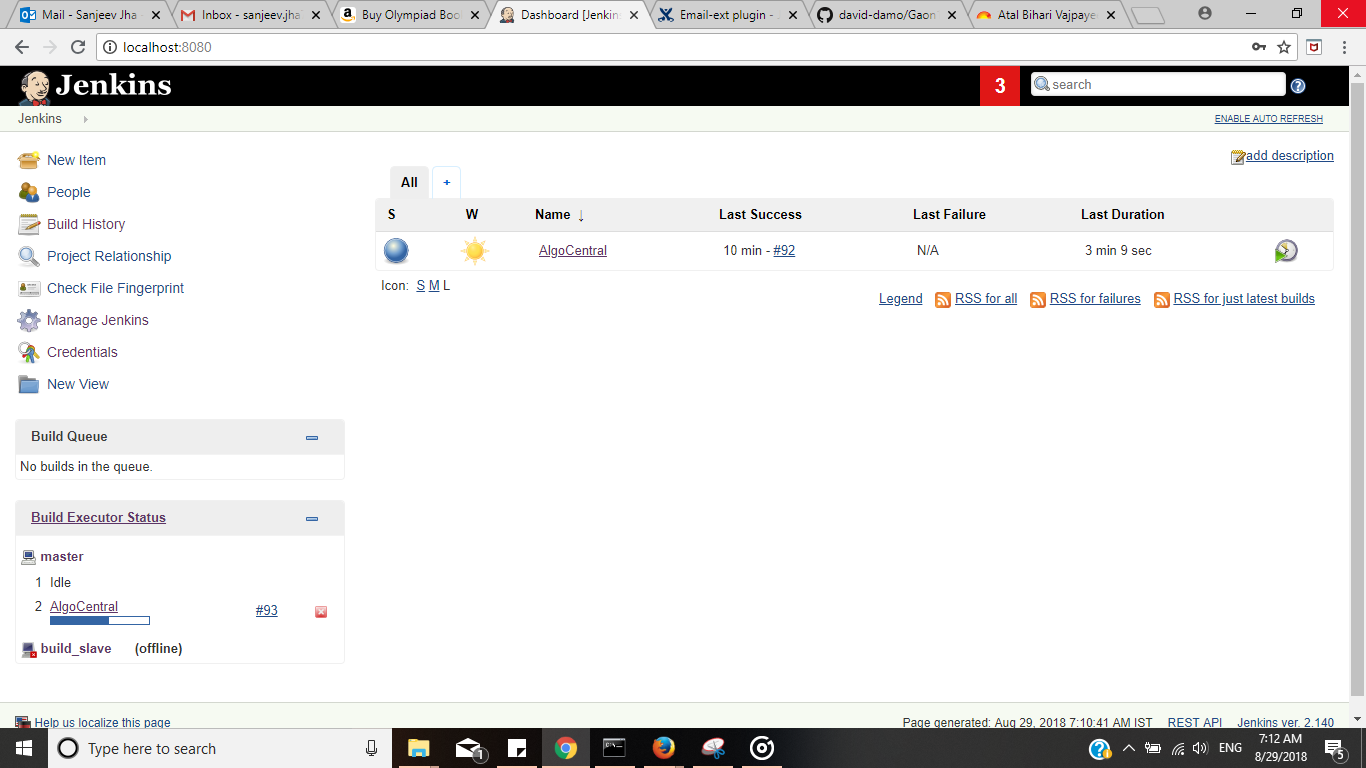 Mail - Sanjeev Jha - Inbox - sanjeev.jha Buy Olympiad Boo Dashboard [Jenkins Email-ext plugin - david-damo/Gaon Atal Bihari Vajpaye
localhost:8080
Jenkins 3 search ?
Jenkins ENABLE AUTO REFRESH
New Item
People
Build History
Project Relationship
Check File Fingerprint
Manage Jenkins
Credentials
New View
add description
All +
S W Name ↓ Last Success Last Failure Last Duration
AlgoCentral 10 min - #92 N/A 3 min 9 sec
Icon: S M L
Legend RSS for all RSS for failures RSS for just latest builds
Build Queue
No builds in the queue.
Build Executor Status
master
1 Idle
2 AlgoCentral #93
build_slave (offline)
Help us localize this page Page generated: Aug 29, 2018 7:10:41 AM IST REST API Jenkins ver. 2.140
Type here to search 1 ENG 7:12 AM
8/29/2018 5